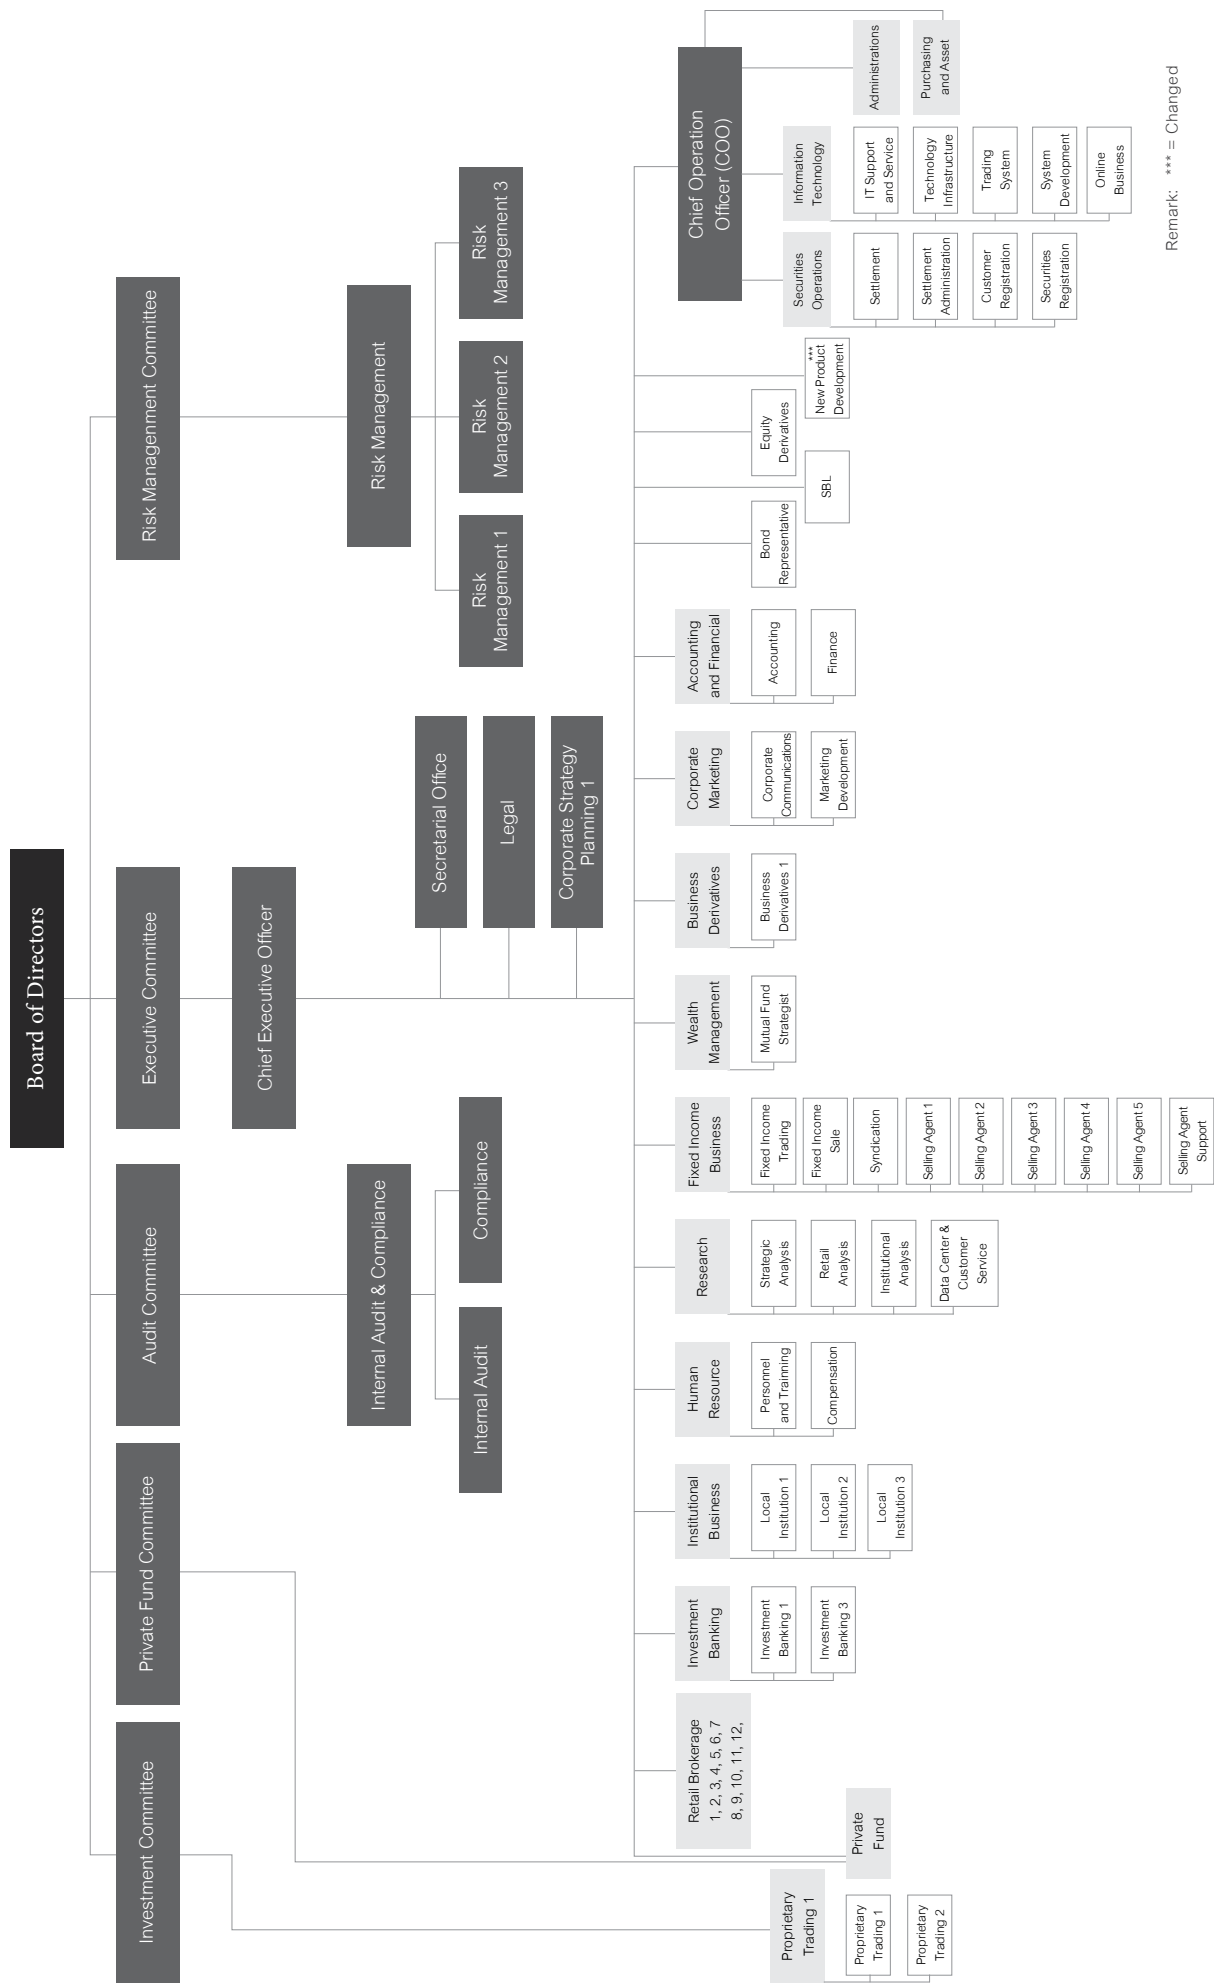 Board of Directors
Investment Committee
Private Fund Committee
Audit Committee
Executive Committee
Risk Managenment Committee
Chief Executive Officer
Internal Audit & Compliance
Risk Management
Internal Audit
Compliance
Secretarial Office
Legal
Corporate Strategy
Planning 1
Risk
Management 1
Risk
Management 2
Risk
Management 3
Proprietary
Trading 1
Proprietary
Trading 1
Proprietary
Trading 2
Private
Fund
Retail Brokerage
1, 2, 3, 4, 5, 6, 7
8, 9, 10, 11, 12,
Investment
Banking
Investment
Banking 1
Investment
Banking 3
Institutional
Business
Local
Institution 1
Local
Institution 2
Local
Institution 3
Human
Resource
Personnel
and Trainning
Compensation
Research
Strategic
Analysis
Retail
Analysis
Institutional
Analysis
Data Center &
Customer
Service
Fixed Income
Business
Fixed Income
Trading
Fixed Income
Sale
Syndication
Selling Agent 1
Selling Agent 2
Selling Agent 3
Selling Agent 4
Selling Agent 5
Selling Agent
Support
Wealth
Management
Mutual Fund
Strategist
Business
Derivatives
Business
Derivatives 1
Corporate
Marketing
Corporate
Communications
Marketing
Development
Accounting
and Financial
Accounting
Finance
Bond
Representative
SBL
Equity
Derivatives
***
New Product
Development
Chief Operation
Officer (COO)
Securities
Operations
Settlement
Settlement
Administration
Customer
Registration
Securities
Registration
Information
Technology
IT Support
and Service
Technology
Infrastructure
Trading
System
System
Development
Online
Business
Administrations
Purchasing
and Asset
Remark: *** = Changed